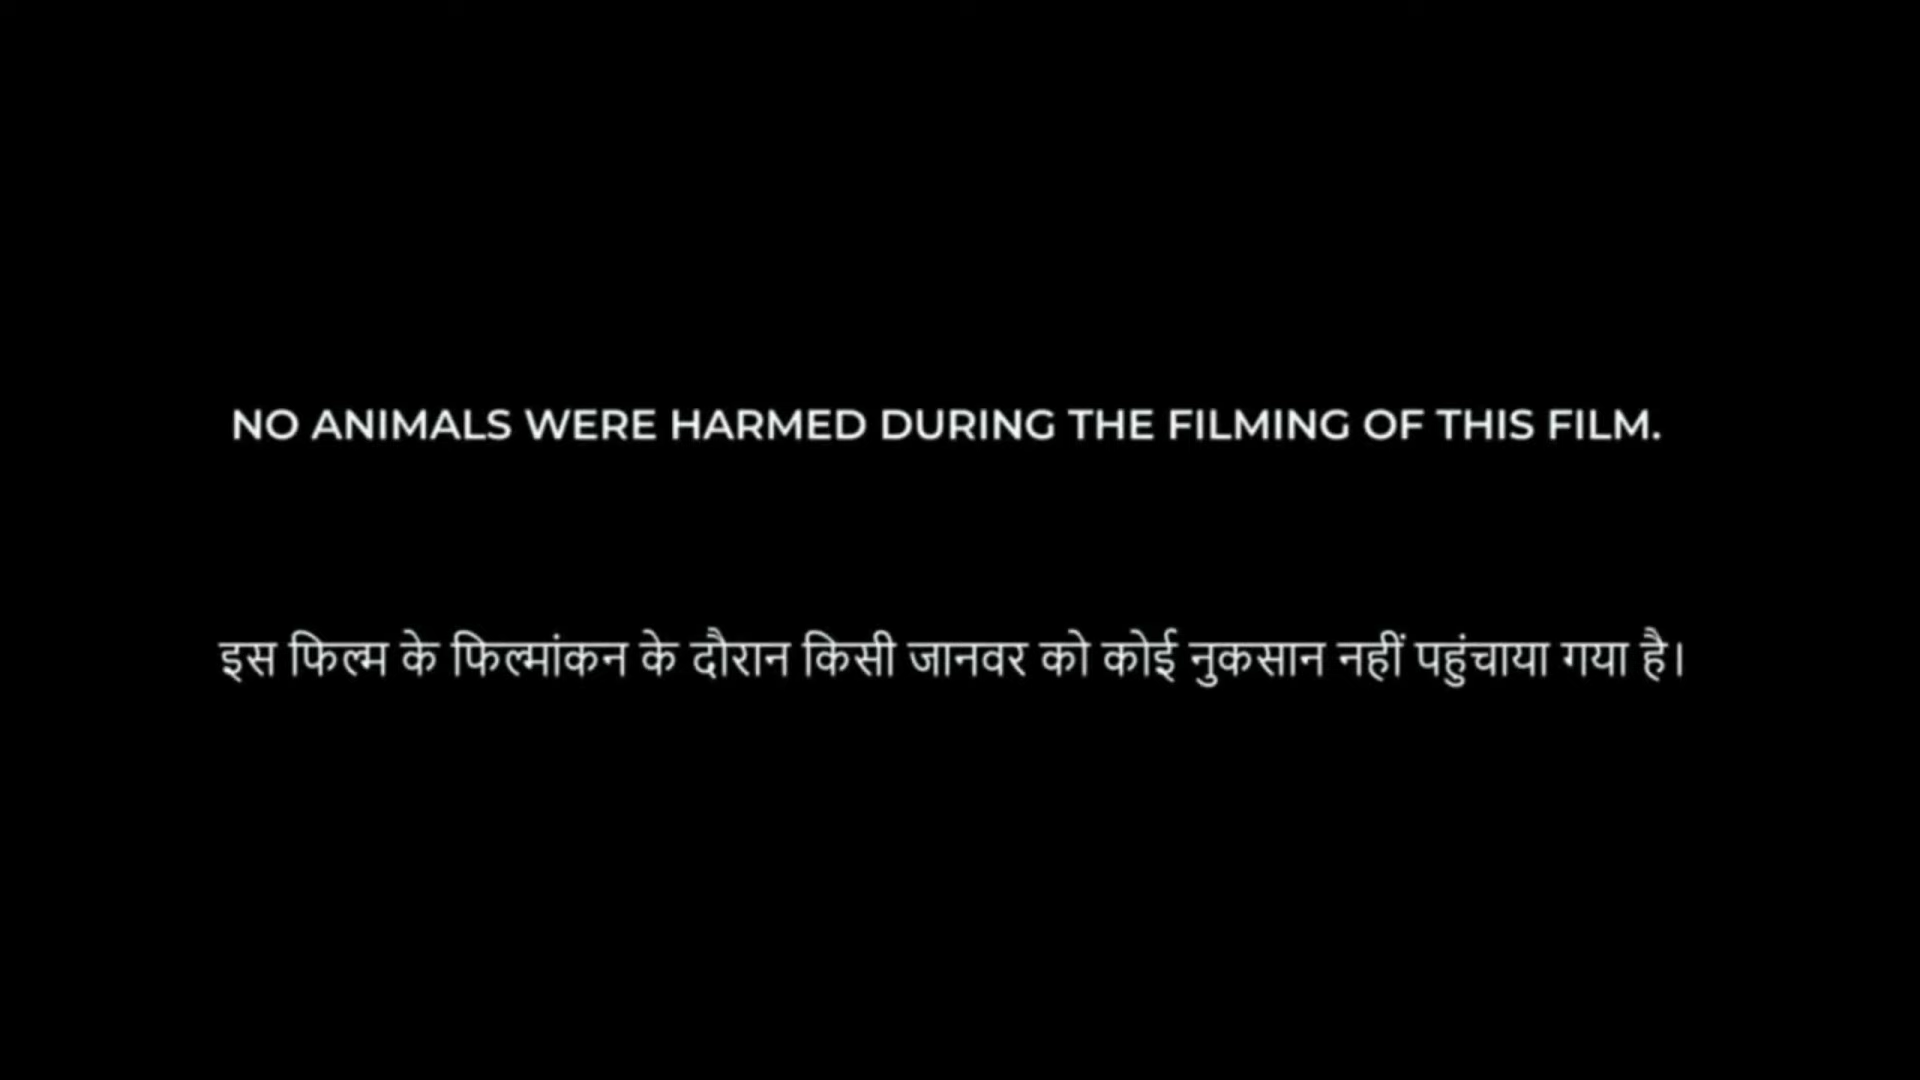 NO ANIMALS WERE HARMED DURING THE FILMING OF THIS FILM.
इस फिल्म के फिल्मांकन के दौरान किसी जानवर को कोई नुकसान नहीं पहुंचाया गया है।